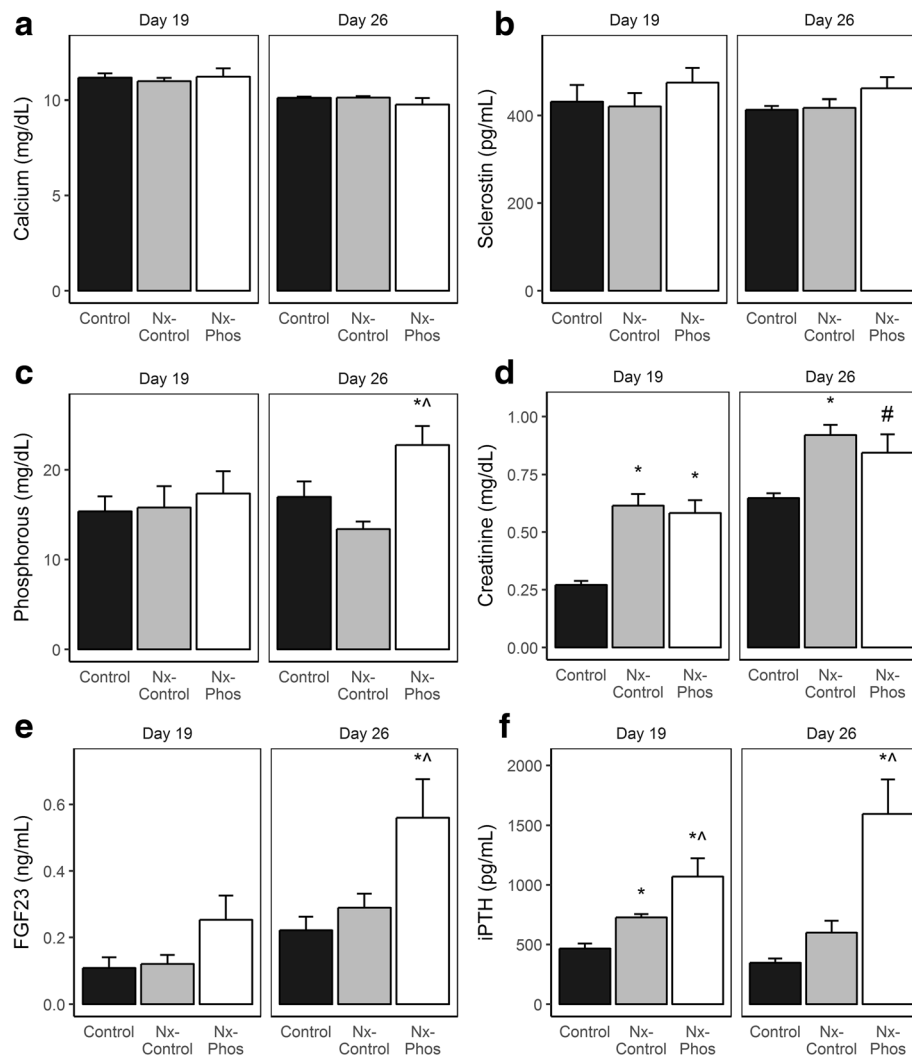 a
Day 19
Day 26
Calcium (mg/dL)
10
5
0
Control
Nx-
Control
Nx-
Phos
Control
Nx-
Control
Nx-
Phos
b
Day 19
Day 26
Sclerostin (pg/mL)
400
200
0
Control
Nx-
Control
Nx-
Phos
Control
Nx-
Control
Nx-
Phos
c
Day 19
Day 26
Phosphorous (mg/dL)
20
10
0
*^
Control
Nx-
Control
Nx-
Phos
Control
Nx-
Control
Nx-
Phos
d
Day 19
Day 26
Creatinine (mg/dL)
1.00
0.75
0.50
0.25
0.00
*
*
*
#
Control
Nx-
Control
Nx-
Phos
Control
Nx-
Control
Nx-
Phos
e
Day 19
Day 26
FGF23 (ng/mL)
0.6
0.4
0.2
0.0
*^
Control
Nx-
Control
Nx-
Phos
Control
Nx-
Control
Nx-
Phos
f
Day 19
Day 26
iPTH (pg/mL)
2000
1500
1000
500
0
*
*^
*^
Control
Nx-
Control
Nx-
Phos
Control
Nx-
Control
Nx-
Phos